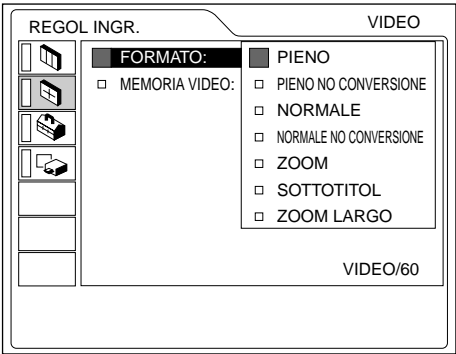 REGOL INGR.
VIDEO
FORMATO:
MEMORIA VIDEO:
PIENO
PIENO NO CONVERSIONE
NORMALE
NORMALE NO CONVERSIONE
ZOOM
SOTTOTITOL
ZOOM LARGO
VIDEO/60